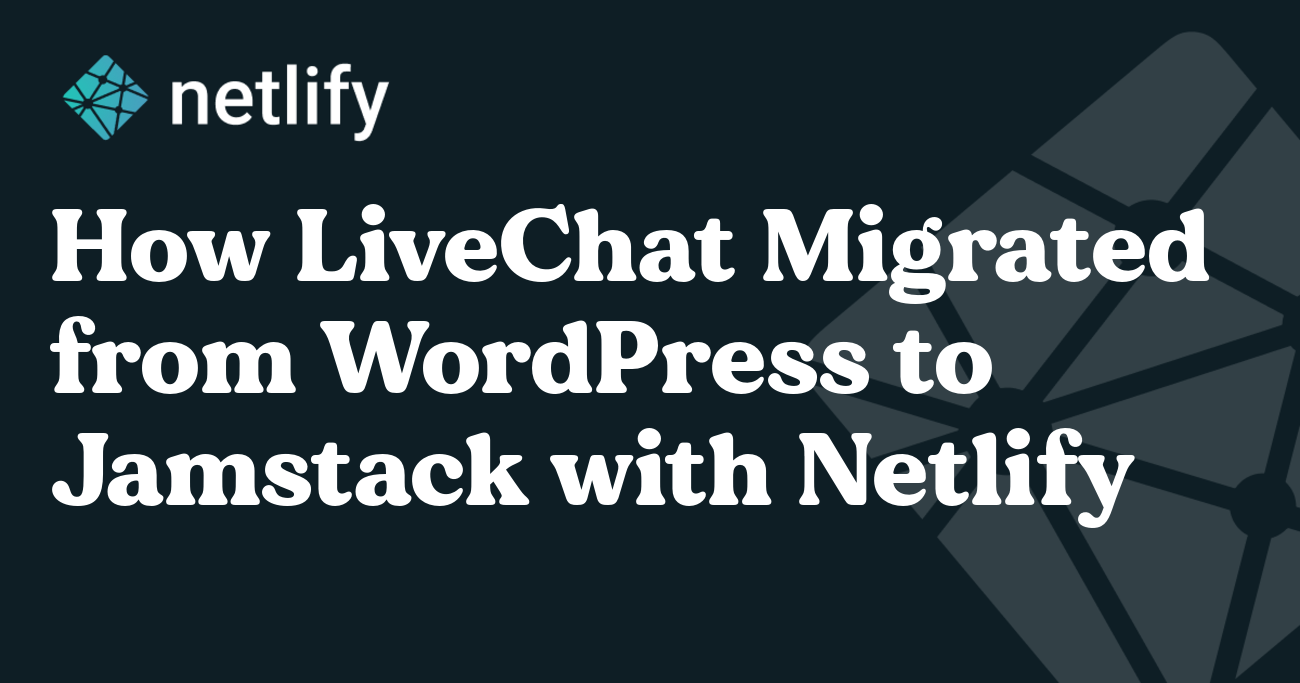 netlify
How LiveChat Migrated
from WordPress to
Jamstack with Netlify